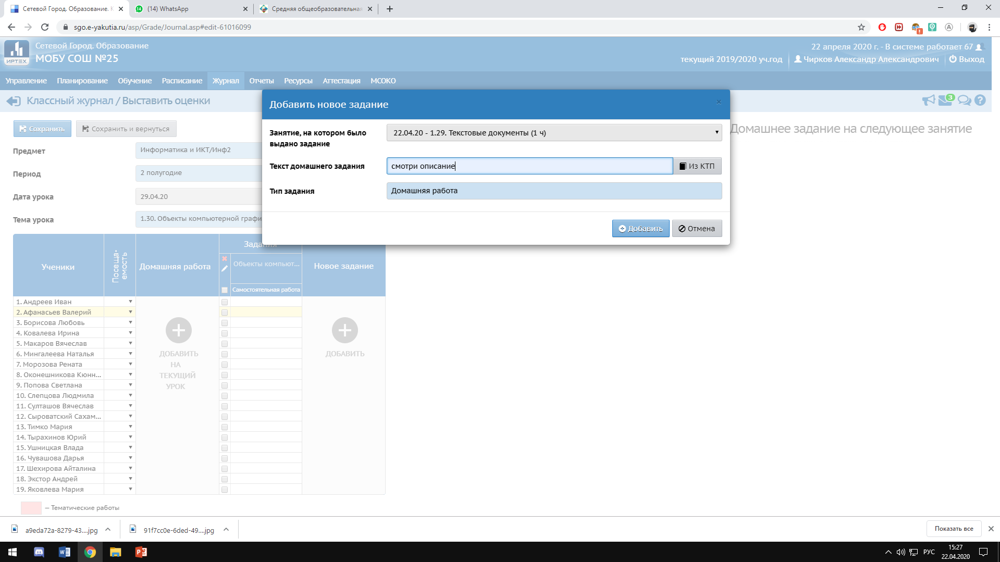 Сетевой Город. Образование. К
(14) WhatsApp
Средняя общеобразовательная
sgo.e-yakutia.ru/asp/Grade/Journal.asp#edit-61016099
Сетевой Город. Образование
МОБУ СОШ №25
ИРТЕХ
22 апреля 2020 г. - В системе работает 67
текущий 2019/2020 уч.год
Чирков Александр Александрович
Выход
Управление Планирование Обучение Расписание Журнал Отчеты Ресурсы Аттестация МСОКО
Классный журнал / Выставить оценки
3
Сохранить
Сохранить и вернуться
Домашнее задание на следующее занятие
Предмет
Информатика и ИКТ/Инф2
Период
2 полугодие
Дата урока
29.04.20
Тема урока
1.30. Объекты компьютерной графи
Добавить новое задание
Занятие, на котором было
выдано задание
22.04.20 - 1.29. Текстовые документы (1 ч)
Текст домашнего задания
смотри описание
Из КТП
Тип задания
Домашняя работа
Добавить
Отмена
Ученики
Посеща-
емость
Домашняя работа
Задания
Объекты компьют...
Самостоятельная работа
Новое задание
1. Андреев Иван
2. Афанасьев Валерий
3. Борисова Любовь
4. Ковалева Ирина
5. Макаров Вячеслав
6. Мингалеева Наталья
7. Морозова Рената
8. Оконешникова Кюнн...
9. Попова Светлана
10. Слепцова Людмила
11. Султашов Вячеслав
12. Сыроватский Сахам...
13. Тимко Мария
14. Тырахинов Юрий
15. Ушницкая Влада
16. Чувашова Дарья
17. Шехирова Айталина
18. Экстор Андрей
19. Яковлева Мария
ДОБАВИТЬ
НА
ТЕКУЩИЙ
УРОК
ДОБАВИТЬ
— Тематические работы
a9eda72a-8279-43....jpg
91f7cc0e-6ded-49....jpg
Показать все
РУС
15:27
22.04.2020